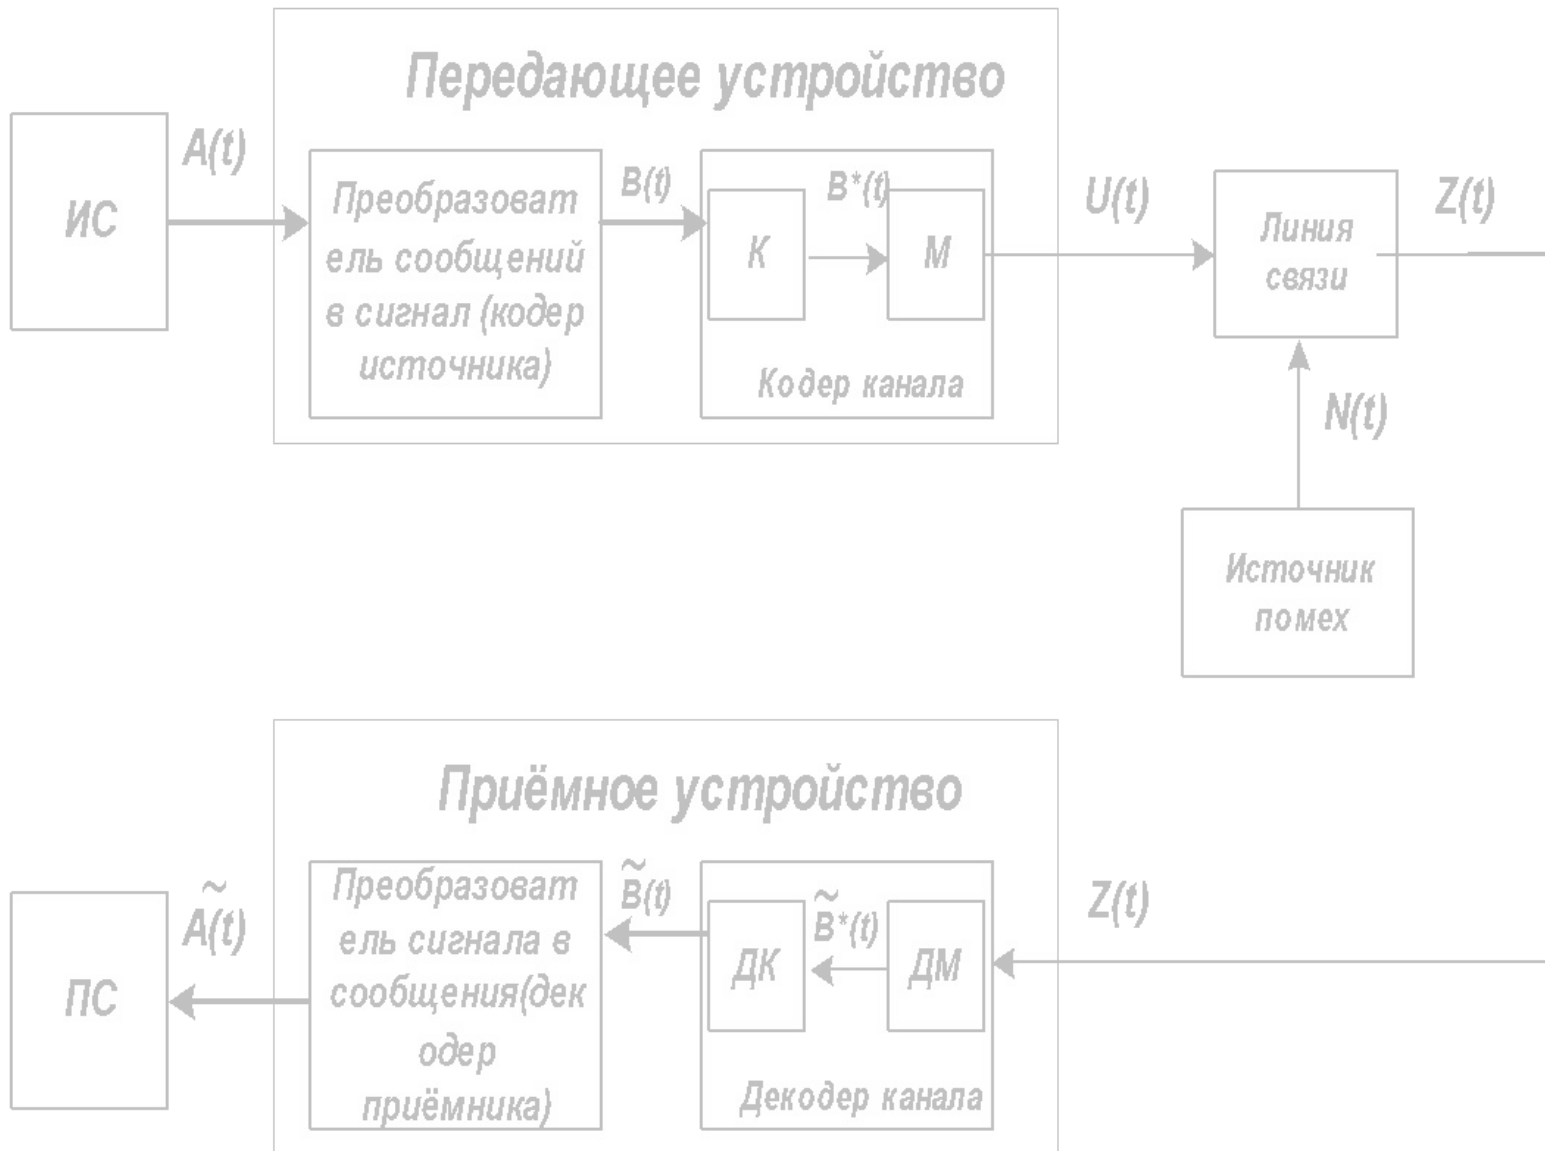 Передающее устройство
ИС
A(t)
Преобразоват
ель сообщений
в сигнал (кодер
источника)
B(t)
К
B*(t)
М
Кодер канала
U(t)
Линия
связи
Z(t)
N(t)
Источник
помех
Приёмное устройство
ПС
Ã(t)
Преобразоват
ель сигнала в
сообщения(дек
одер
приёмника)
B̃(t)
ДК
B̃*(t)
ДМ
Декодер канала
Z(t)